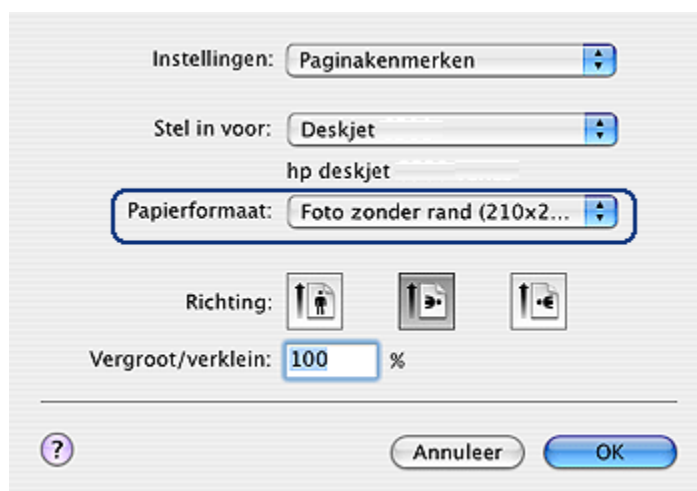 Instellingen: Paginakenmerken
Stel in voor: Deskjet
hp deskjet
Papierformaat: Foto zonder rand (210x2...
Richting:
Vergroot/verklein: 100 %
? Annuleer OK